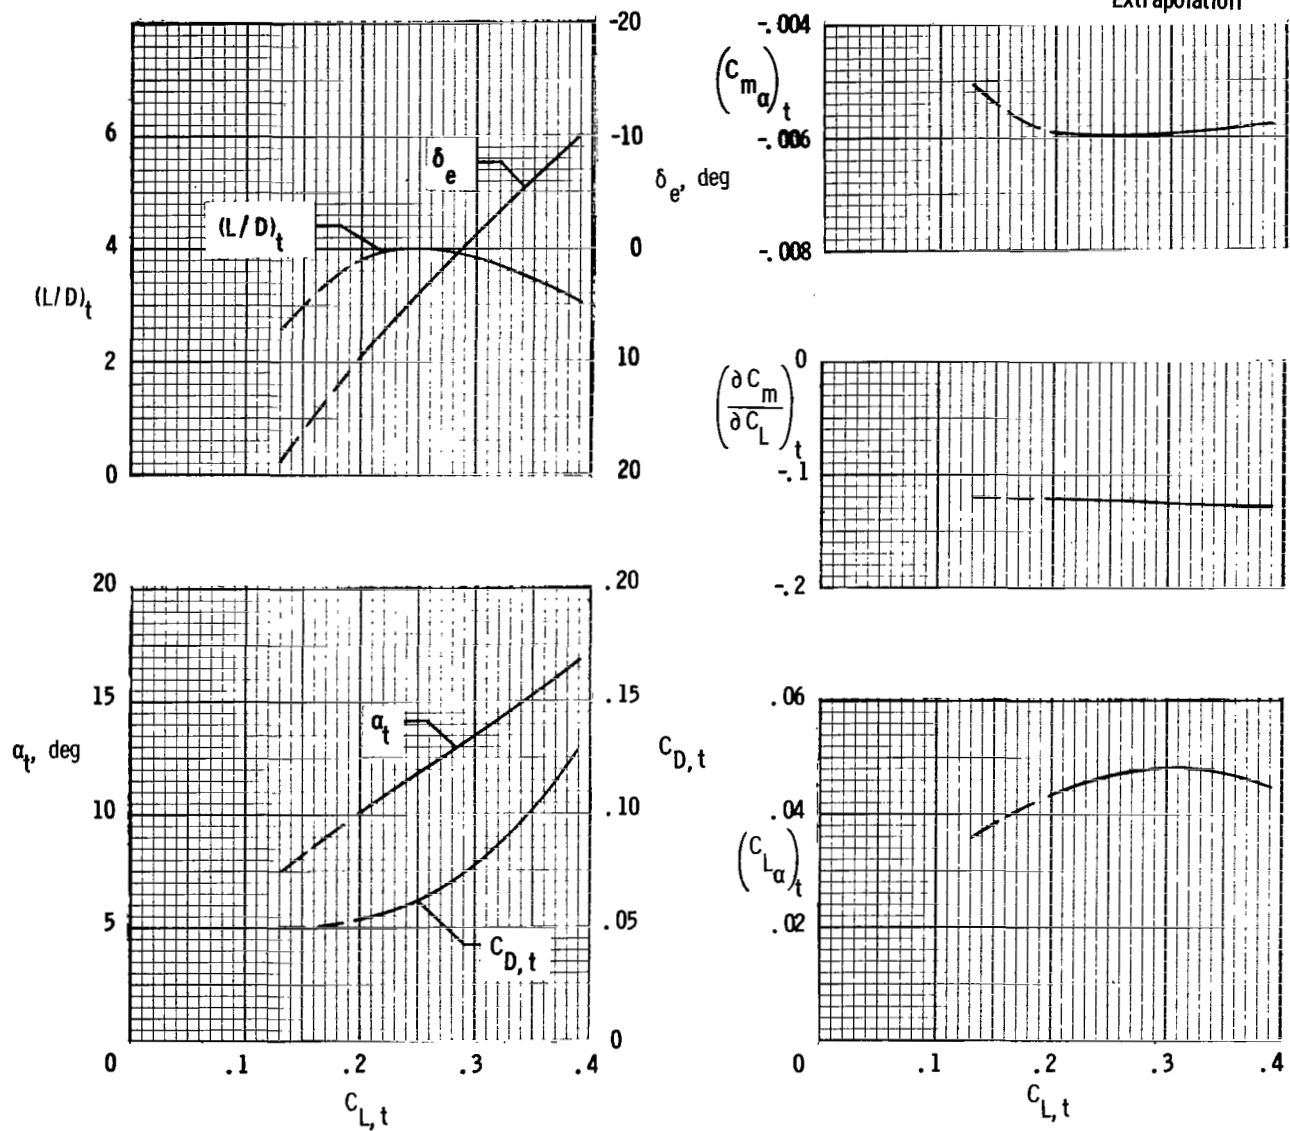 Extrapolation
-20
-10
0
10
20
δe, deg
6
4
2
0
(L/D)t
δe
(L/D)t
-.004
-.006
-.008
(Cmα)t
0
-.1
-.2
(∂Cm/∂CL)t
20
15
10
5
0
αt, deg
.20
.15
.10
.05
0
CD,t
αt
CD,t
.1
.2
.3
.4
CL,t
.06
.04
.02
0
(CLα)t
.1
.2
.3
.4
CL,t